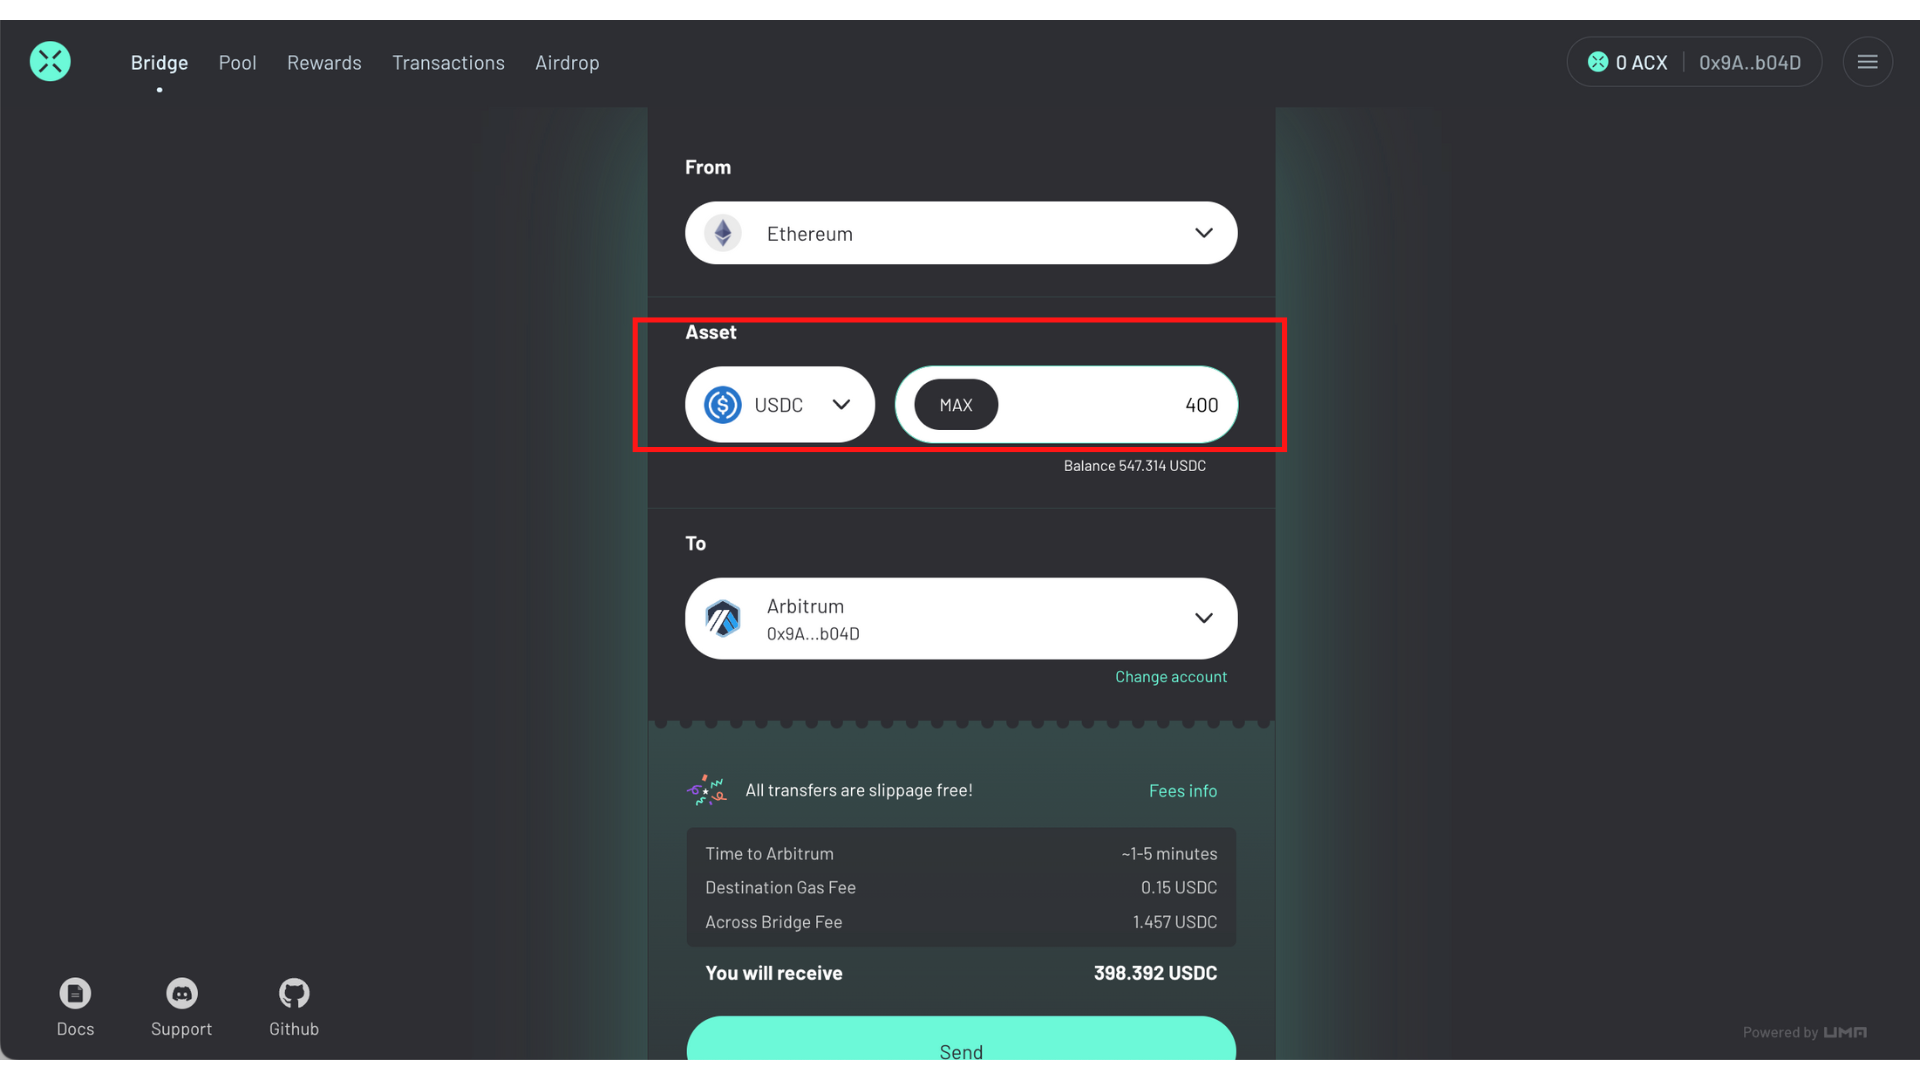 Bridge Pool Rewards Transactions Airdrop 0 ACX 0x9A..b04D
From
Ethereum
Asset
USDC MAX 400
Balance 547.314 USDC
To
Arbitrum
0x9A...b04D
Change account
All transfers are slippage free! Fees info
Time to Arbitrum ~1-5 minutes
Destination Gas Fee 0.15 USDC
Across Bridge Fee 1.457 USDC
You will receive 398.392 USDC
Send
Docs Support Github
Powered by UMA